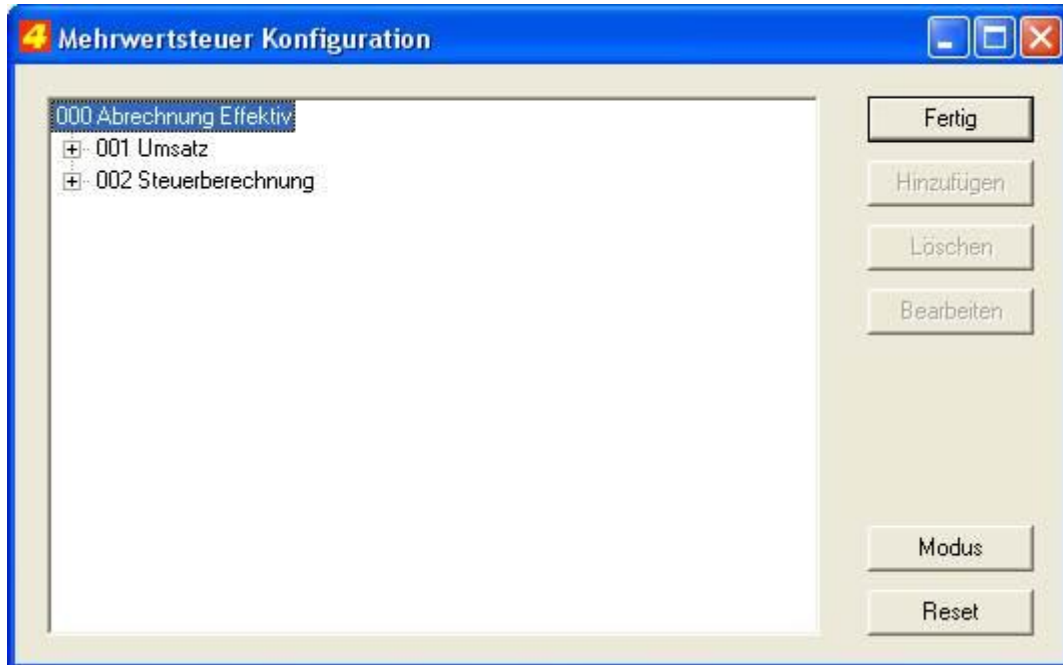 4 Mehrwertsteuer Konfiguration
000 Abrechnung Effektiv
001 Umsatz
002 Steuerberechnung
Fertig
Hinzufügen
Löschen
Bearbeiten
Modus
Reset